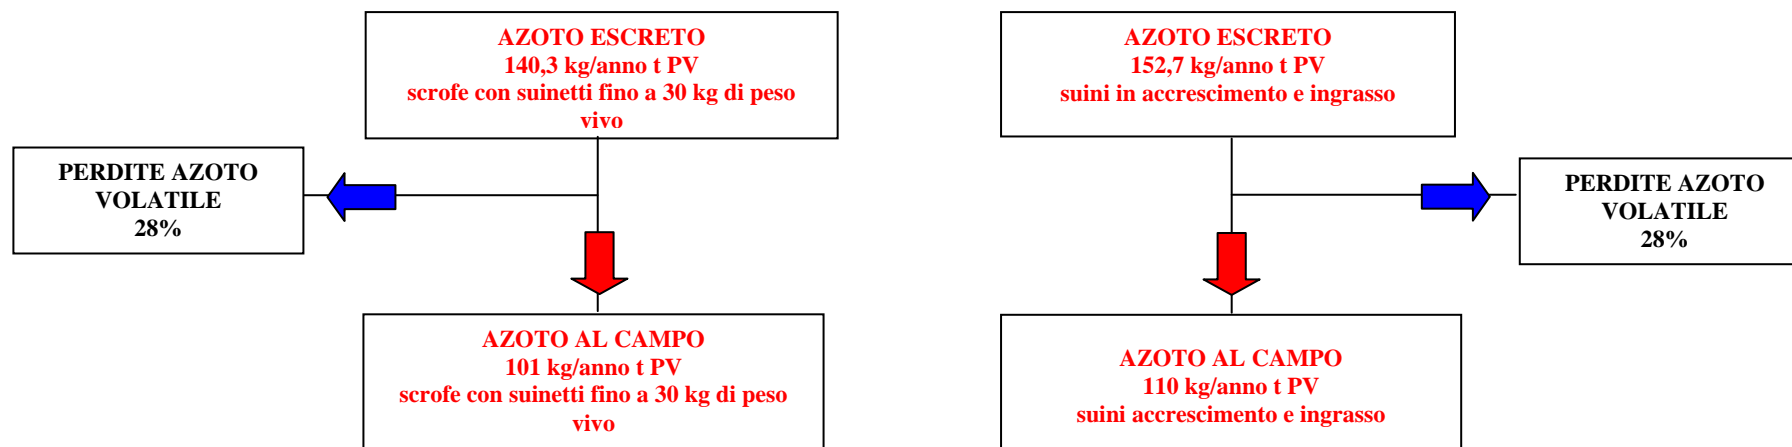 AZOTO ESCRETO
140,3 kg/anno t PV
scrofe con suinetti fino a 30 kg di peso
vivo
AZOTO ESCRETO
152,7 kg/anno t PV
suini in accrescimento e ingrasso
PERDITE AZOTO
VOLATILE
28%
PERDITE AZOTO
VOLATILE
28%
AZOTO AL CAMPO
101 kg/anno t PV
scrofe con suinetti fino a 30 kg di peso
vivo
AZOTO AL CAMPO
110 kg/anno t PV
suini accrescimento e ingrasso